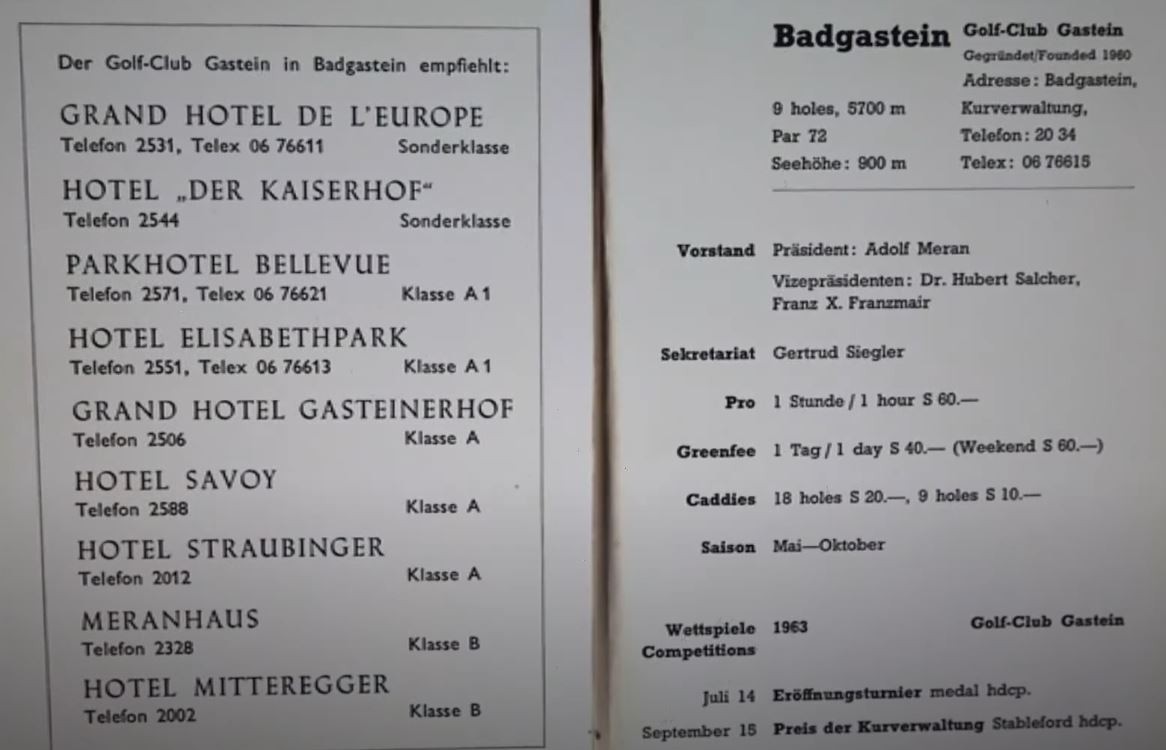 Der Golf-Club Gastein in Badgastein empfiehlt:
GRAND HOTEL DE L'EUROPE
Telefon 2531, Telex 06 76611 Sonderklasse
HOTEL „DER KAISERHOF“
Telefon 2544 Sonderklasse
PARKHOTEL BELLEVUE
Telefon 2571, Telex 06 76621 Klasse A 1
HOTEL ELISABETHPARK
Telefon 2551, Telex 06 76613 Klasse A 1
GRAND HOTEL GASTEINERHOF
Telefon 2506 Klasse A
HOTEL SAVOY
Telefon 2588 Klasse A
HOTEL STRAUBINGER
Telefon 2012 Klasse A
MERANHAUS
Telefon 2328 Klasse B
HOTEL MITTEREGGER
Telefon 2002 Klasse B
Badgastein Golf-Club Gastein
Gegründet/Founded 1960
Adresse: Badgastein,
9 holes, 5700 m Kurverwaltung,
Par 72 Telefon: 20 34
Seehöhe: 900 m Telex: 06 76615
Vorstand Präsident: Adolf Meran
Vizepräsidenten: Dr. Hubert Salcher,
Franz X. Franzmair
Sekretariat Gertrud Siegler
Pro 1 Stunde / 1 hour S 60.—
Greenfee 1 Tag / 1 day S 40.— (Weekend S 60.—)
Caddies 18 holes S 20.—, 9 holes S 10.—
Saison Mai—Oktober
Wettspiele 1963 Golf-Club Gastein
Competitions
Juli 14 Eröffnungsturnier medal hdcp.
September 15 Preis der Kurverwaltung Stableford hdcp.